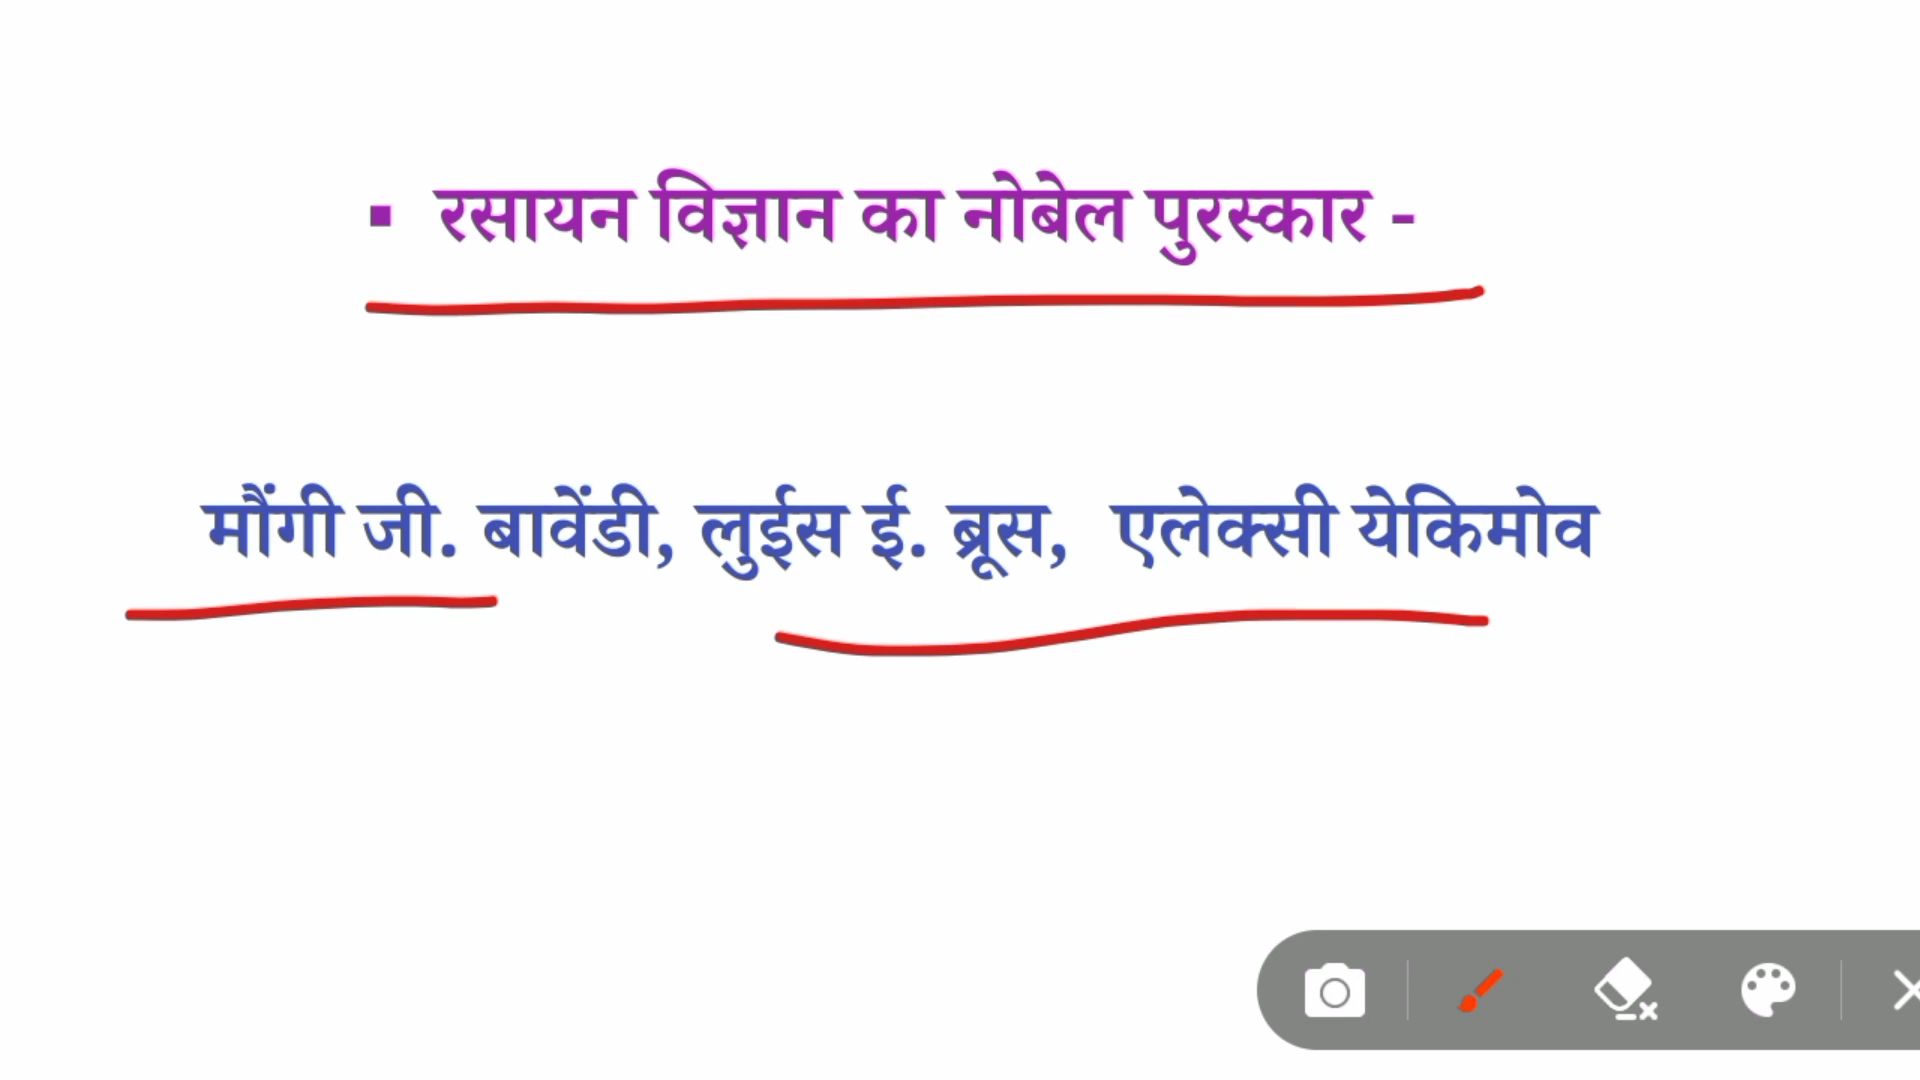 ▪ रसायन विज्ञान का नोबेल पुरस्कार -
मौंगी जी. बावेंडी, लुईस ई. ब्रूस, एलेक्सी येकिमोव